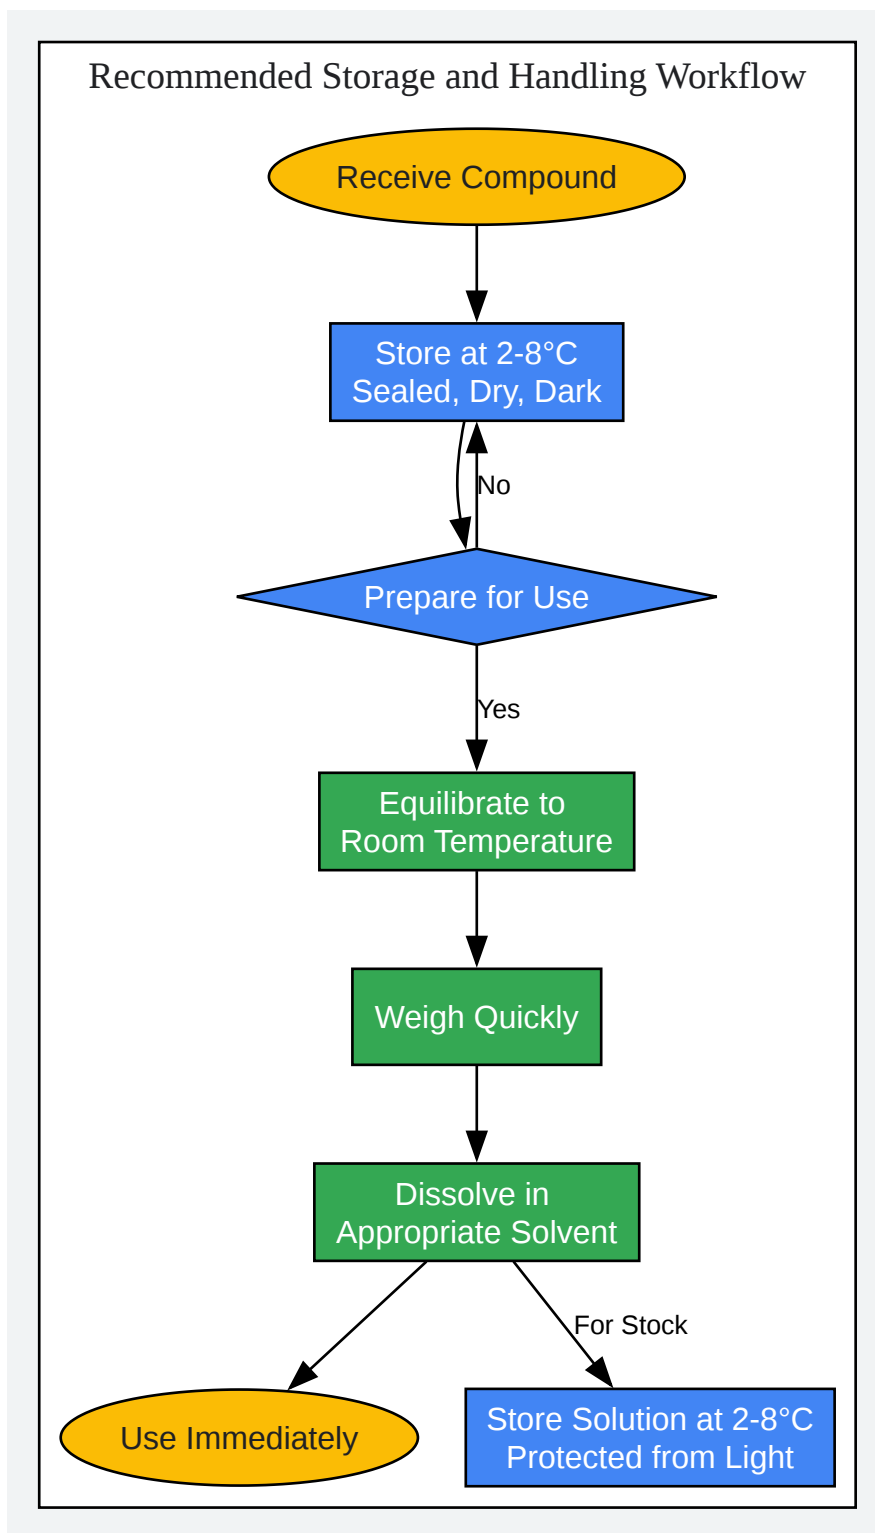 Recommended Storage and Handling Workflow
Receive Compound
Store at 2-8°C
Sealed, Dry, Dark
No
Prepare for Use
Yes
Equilibrate to
Room Temperature
Weigh Quickly
Dissolve in
Appropriate Solvent
For Stock
Use Immediately
Store Solution at 2-8°C
Protected from Light